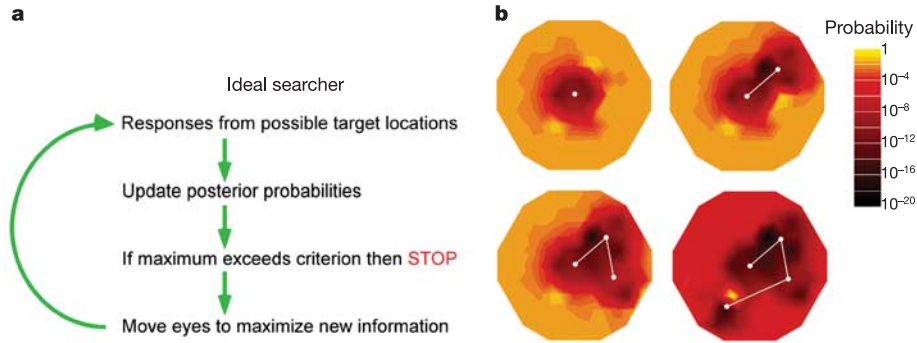 a
Ideal searcher
Responses from possible target locations
Update posterior probabilities
If maximum exceeds criterion then STOP
Move eyes to maximize new information
b
Probability
1
10⁻⁴
10⁻⁸
10⁻¹²
10⁻¹⁶
10⁻²⁰